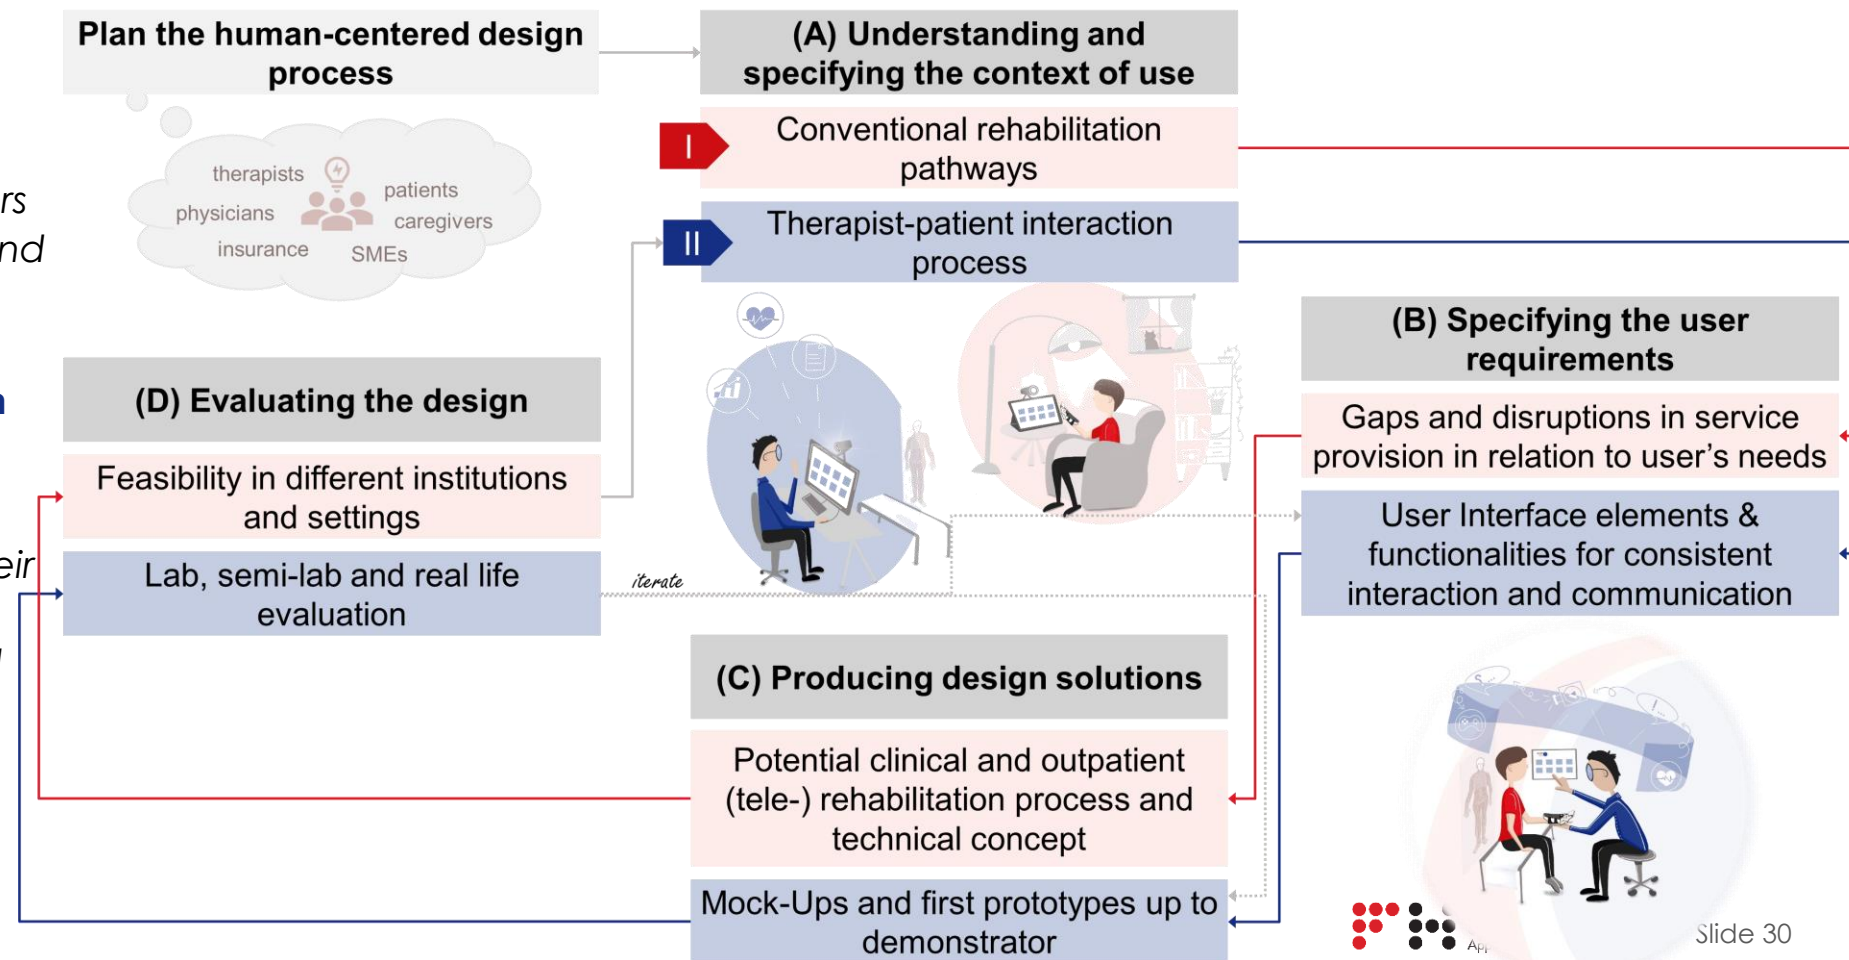 Plan the human-centered design
process
therapists
patients
physicians
caregivers
insurance
SMEs
(A) Understanding and
specifying the context of use
I
Conventional rehabilitation
pathways
II
Therapist-patient interaction
process
(B) Specifying the user
requirements
Gaps and disruptions in service
provision in relation to user’s needs
User Interface elements &
functionalities for consistent
interaction and communication
(D) Evaluating the design
Feasibility in different institutions
and settings
Lab, semi-lab and real life
evaluation
iterate
(C) Producing design solutions
Potential clinical and outpatient
(tele-) rehabilitation process and
technical concept
Mock-Ups and first prototypes up to
demonstrator
Slide 30